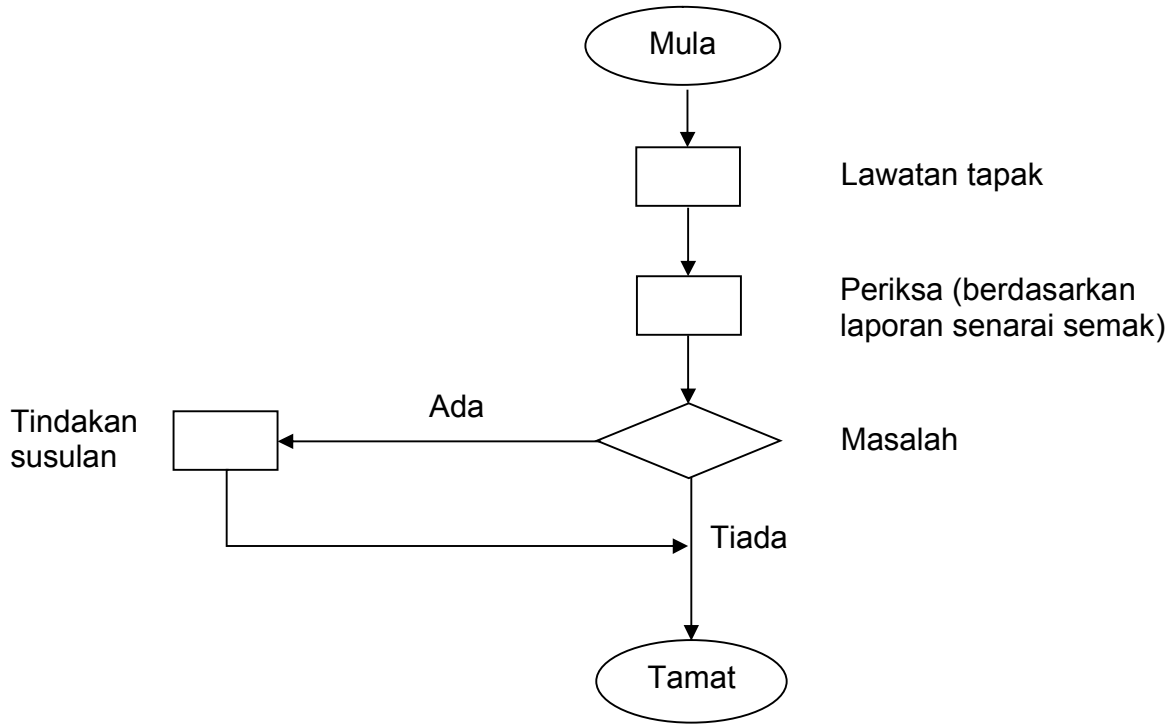 Mula
Lawatan tapak
Periksa (berdasarkan
laporan senarai semak)
Ada
Tindakan
susulan
Masalah
Tiada
Tamat